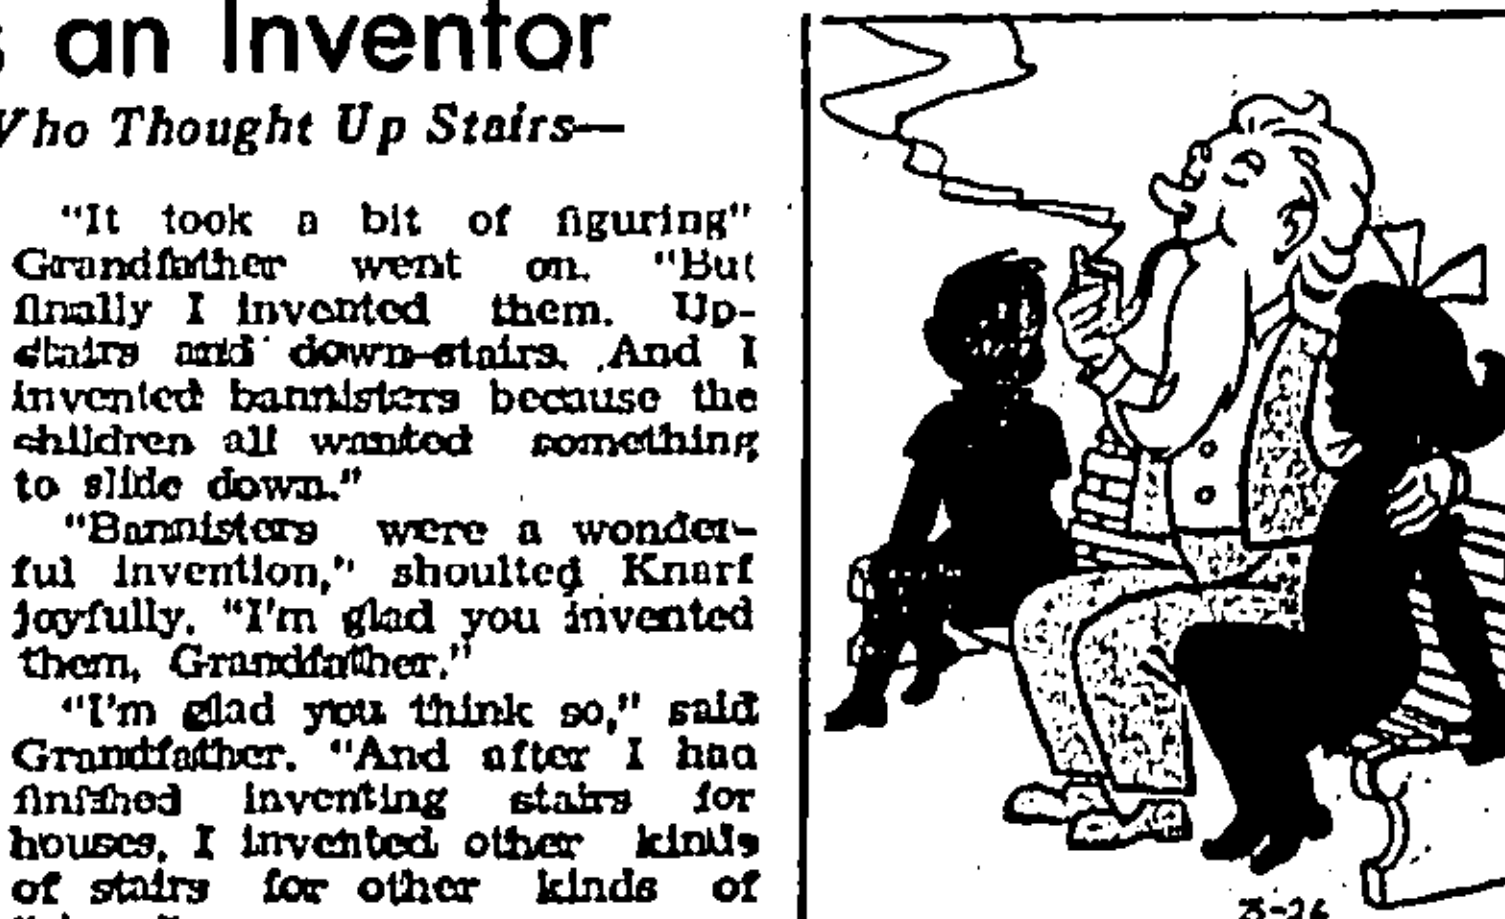 an Inventor
Who Thought Up Stairs—
"It took a bit of figuring"
Grandfather went on. "But
finally I invented them. Up-
stairs and down-stairs. And I
invented bannisters because the
children all wanted something
to slide down."
"Bannisters were a wonder-
ful invention," shoulted Knarf
joyfully. "I'm glad you invented
them, Grandfather."
"I'm glad you think so," said
Grandfather. "And after I had
finished inventing stairs for
houses, I invented other kinds
of stairs for other kinds of
3-26